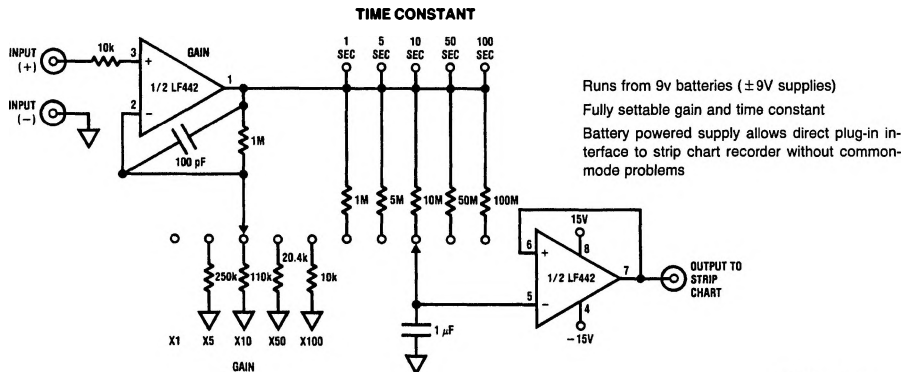 TIME CONSTANT
1 SEC
5 SEC
10 SEC
50 SEC
100 SEC
INPUT (+)
10k
3
+
GAIN
1/2 LF442
1
INPUT (−)
2
−
100 pF
1M
Runs from 9v batteries (±9V supplies)
Fully settable gain and time constant
Battery powered supply allows direct plug-in in-
terface to strip chart recorder without common-
mode problems
1M
5M
10M
50M
100M
250k
110k
20.4k
10k
X1
X5
X10
X50
X100
GAIN
1 μF
6
+
15V
8
1/2 LF442
7
5
−
4
−15V
OUTPUT TO
STRIP
CHART